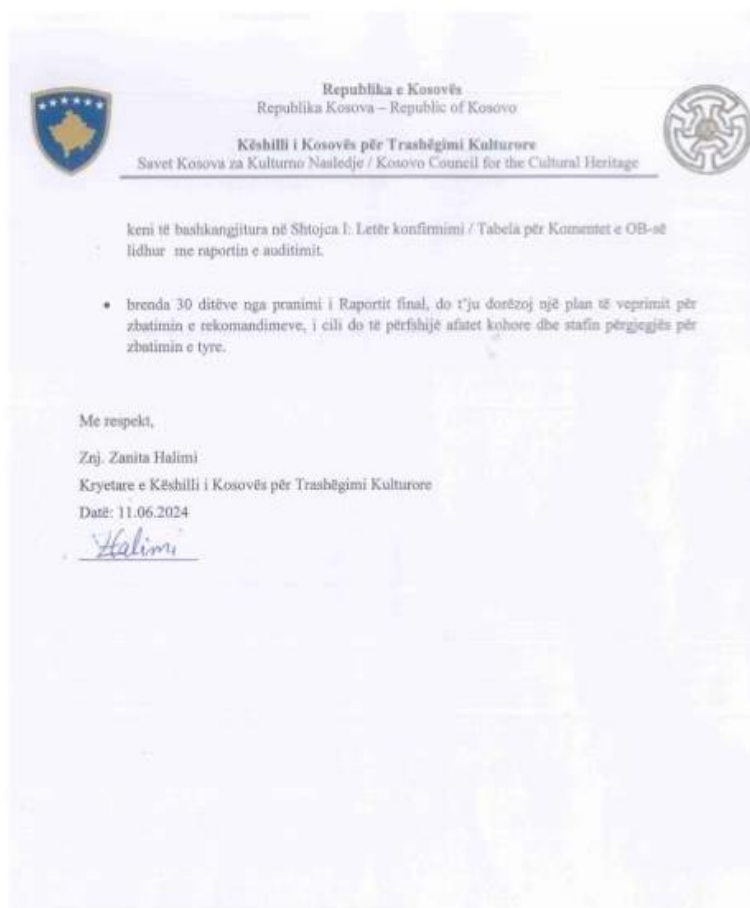 Republika e Kosovës
Republika Kosova – Republic of Kosovo
Këshilli i Kosovës për Trashëgimi Kulturore
Savet Kosova za Kulturno Nasledje / Kosovo Council for the Cultural Heritage
keni të bashkangjitura në Shtojca I: Letër konfirmimi / Tabela për Komentet e OB-së
lidhur me raportin e auditimit.
• brenda 30 ditëve nga pranimi i Raportit final, do t'ju dorëzoj një plan të veprimit për
zbatimin e rekomandimeve, i cili do të përfshijë afatet kohore dhe stafin përgjegjës për
zbatimin e tyre.
Me respekt,
Znj. Zanita Halimi
Kryetare e Këshilli i Kosovës për Trashëgimi Kulturore
Datë: 11.06.2024
Halimi